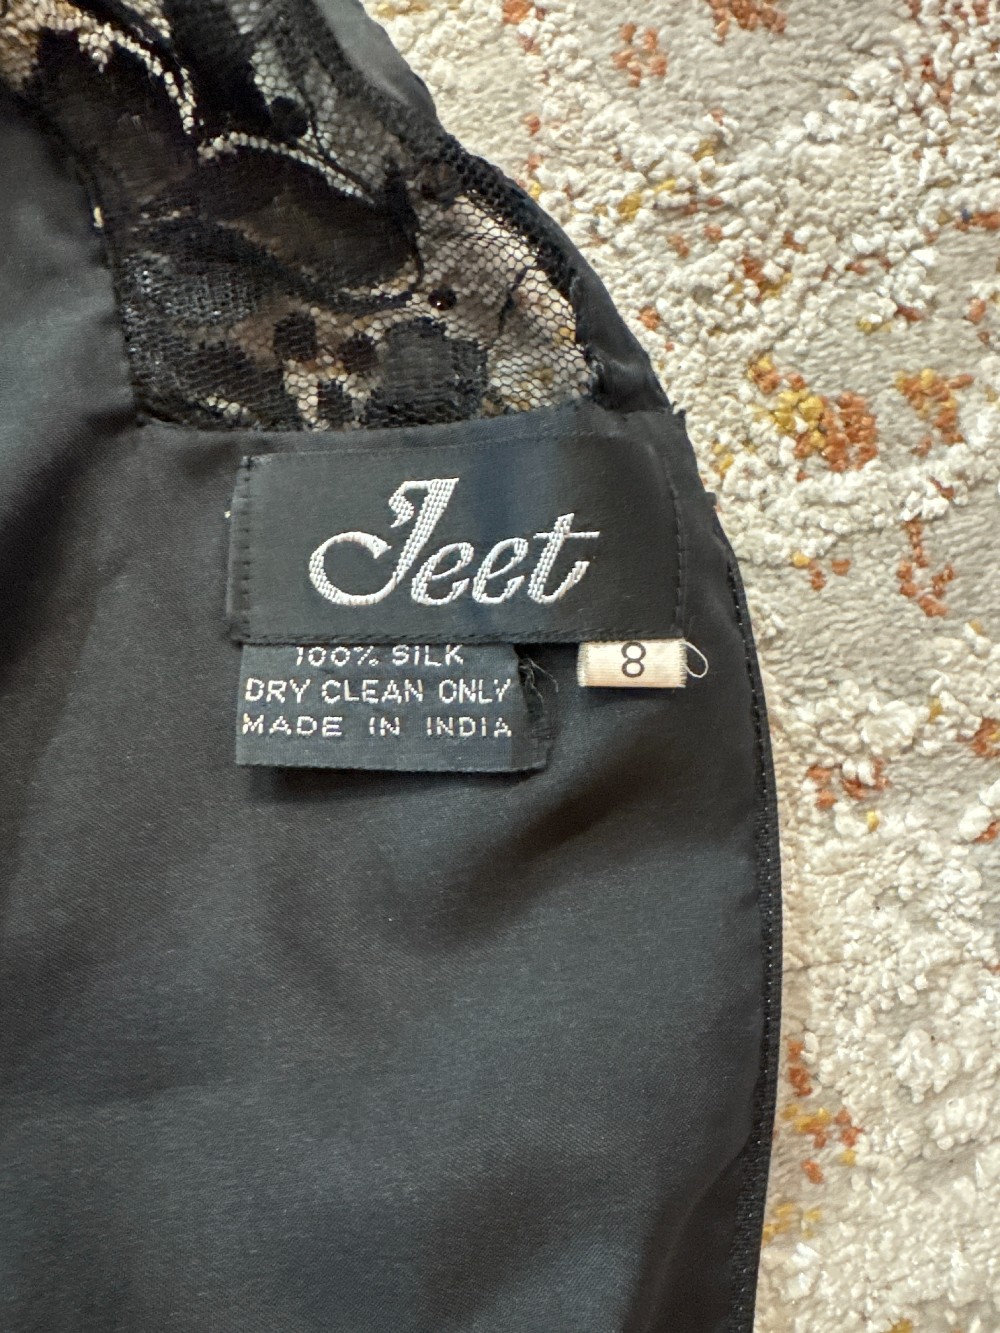 Jeet
100% SILK
DRY CLEAN ONLY
MADE IN INDIA
8